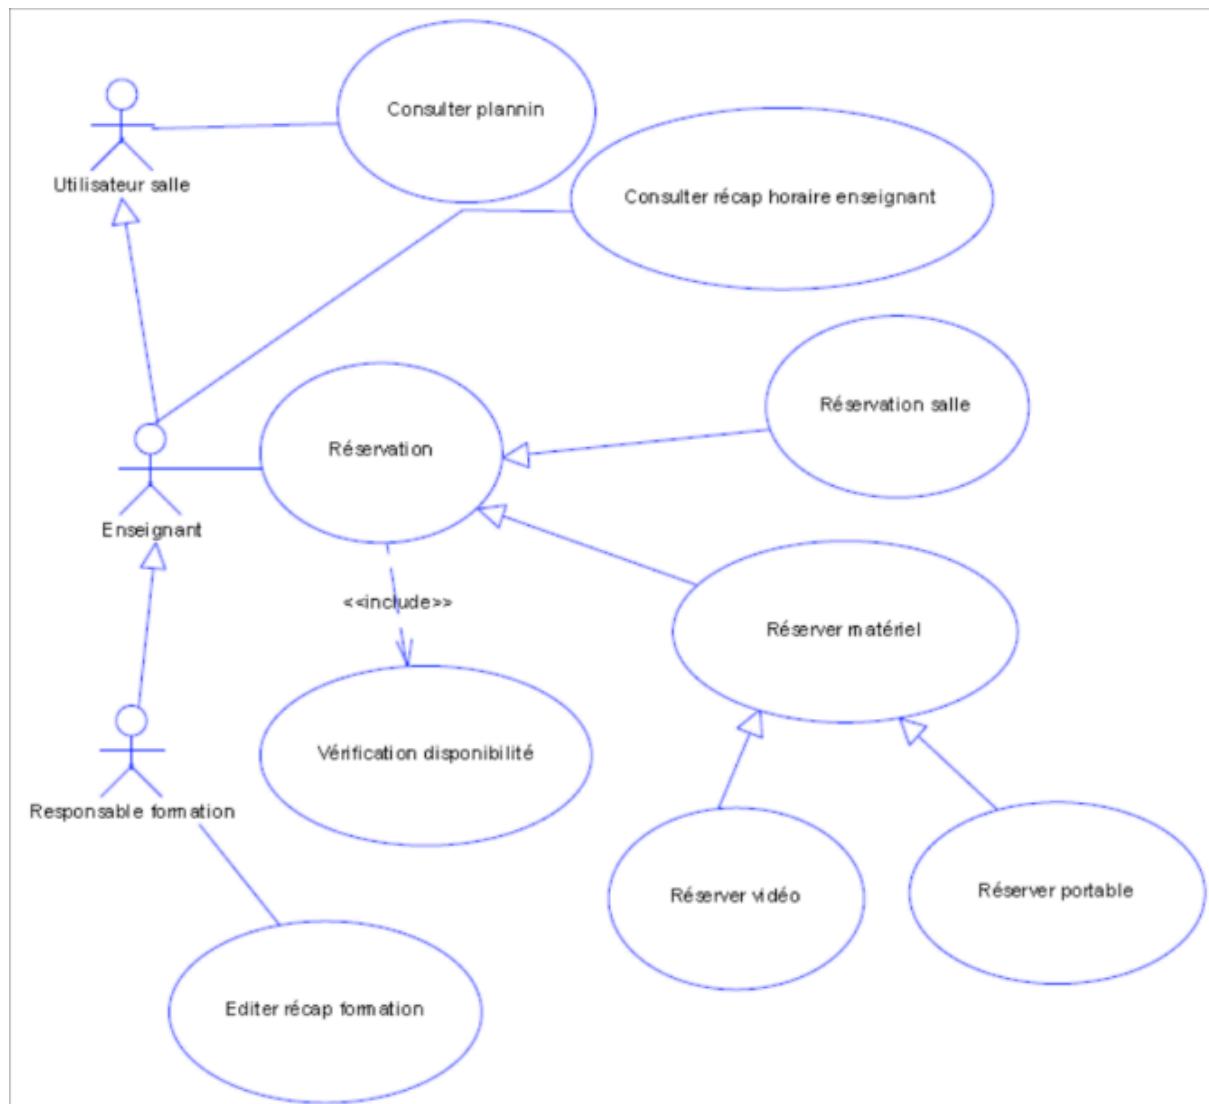 Consulter plannin
Utilisateur salle
Consulter récap horaire enseignant
Réservation salle
Réservation
Enseignant
<<include>>
Réserver matériel
Vérification disponibilité
Responsable formation
Réserver vidéo
Réserver portable
Editer récap formation